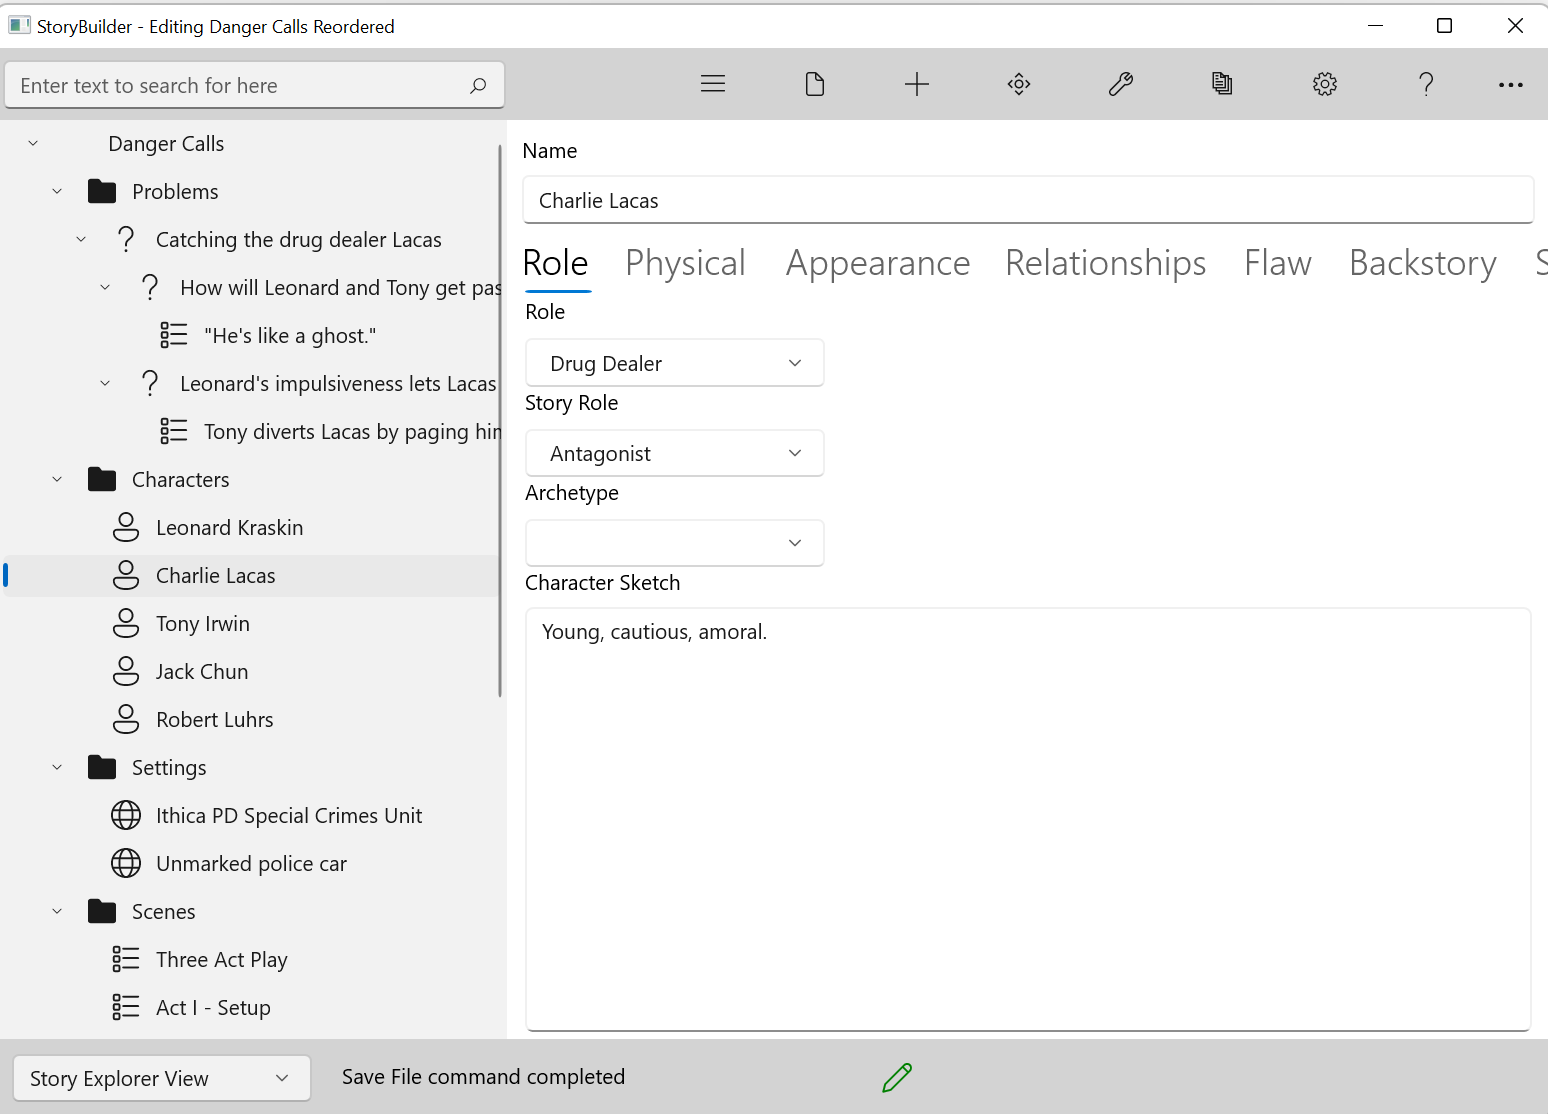 StoryBuilder - Editing Danger Calls Reordered
Enter text to search for here
Danger Calls
Problems
Catching the drug dealer Lacas
How will Leonard and Tony get pas
"He's like a ghost."
Leonard's impulsiveness lets Lacas
Tony diverts Lacas by paging hin
Characters
Leonard Kraskin
Charlie Lacas
Tony Irwin
Jack Chun
Robert Luhrs
Settings
Ithica PD Special Crimes Unit
Unmarked police car
Scenes
Three Act Play
Act I - Setup
Name
Charlie Lacas
Role Physical Appearance Relationships Flaw Backstory S
Role
Drug Dealer
Story Role
Antagonist
Archetype
Character Sketch
Young, cautious, amoral.
Story Explorer View
Save File command completed